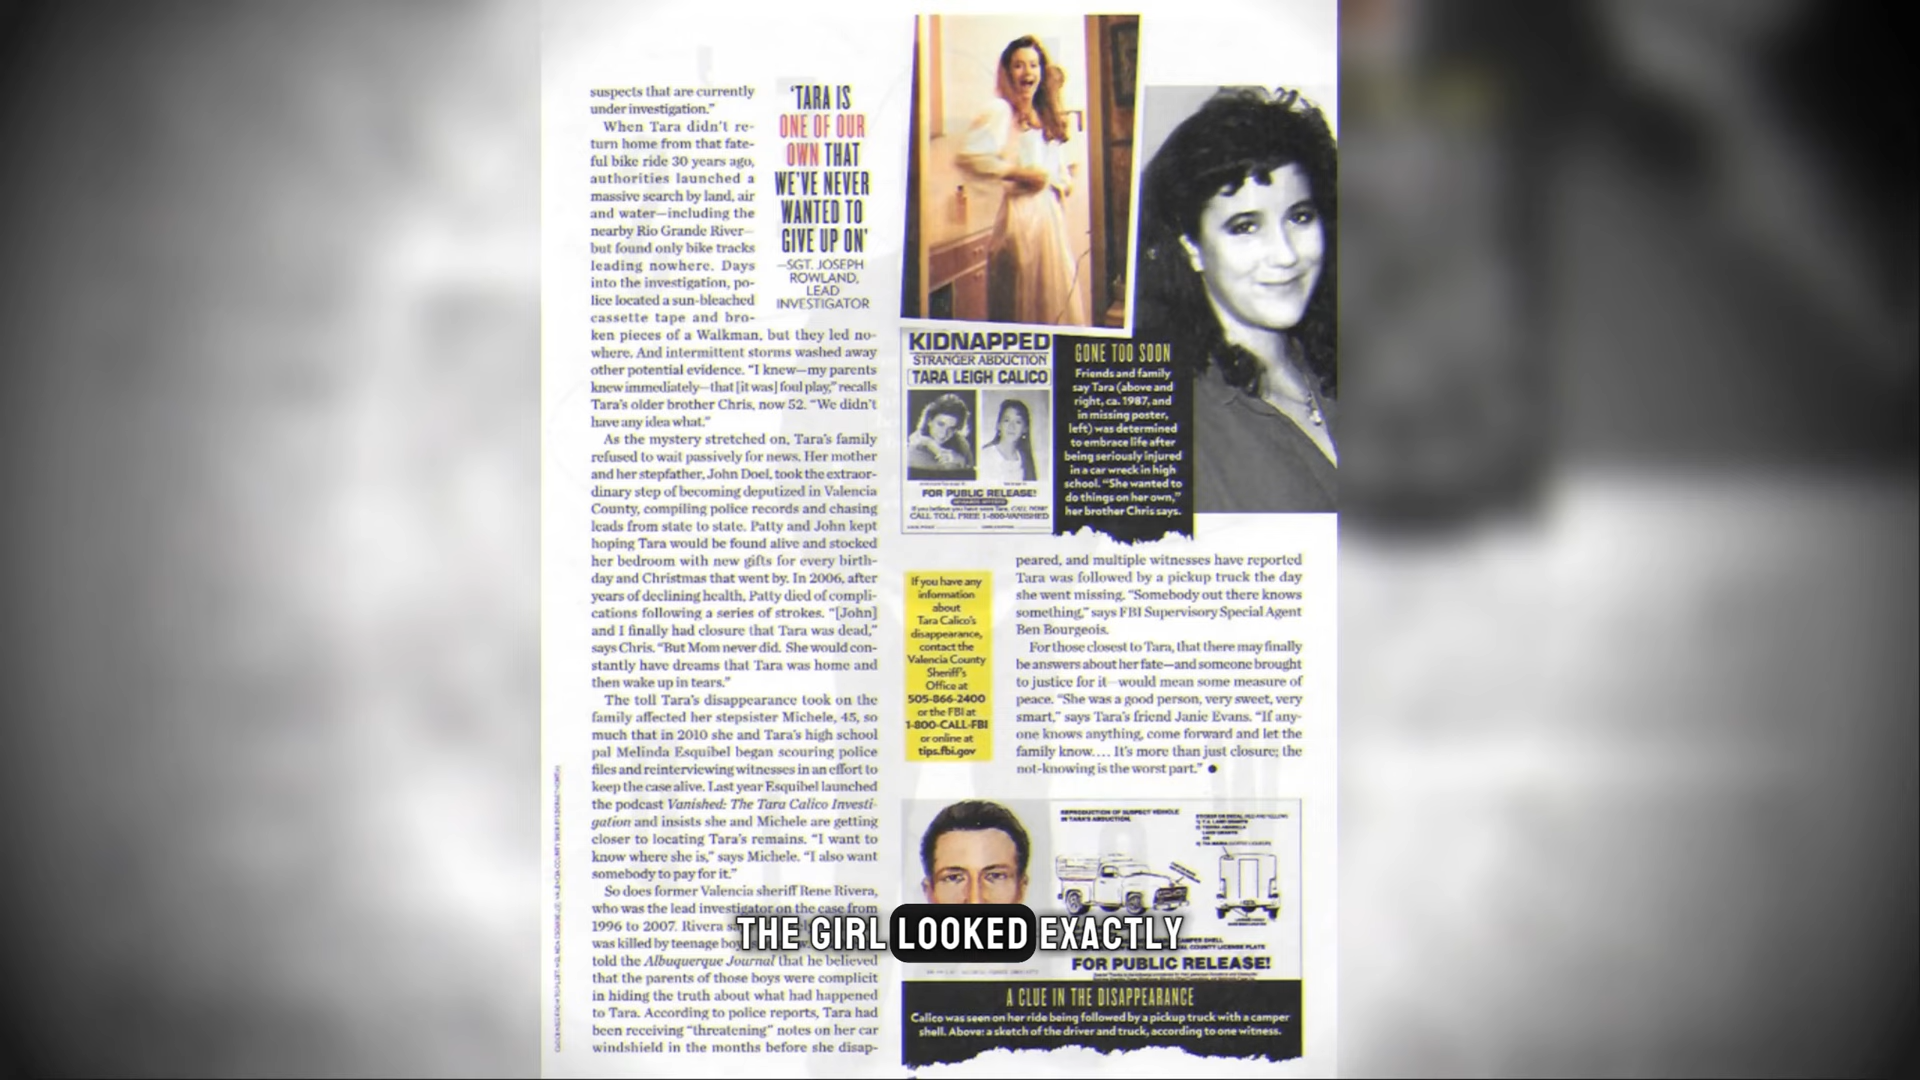 suspects that are currently
under investigation."
When Tara didn't re-
turn home from that fate-
ful bike ride 30 years ago,
authorities launched a
massive search by land, air
and water—including the
nearby Rio Grande River—
but found only bike tracks
leading nowhere. Days
into the investigation, po-
lice located a sun-bleached
cassette tape and bro-
ken pieces of a Walkman, but they led no-
where. And intermittent storms washed away
other potential evidence. "I knew—my parents
knew immediately—that [it was] foul play," recalls
Tara's older brother Chris, now 52. "We didn't
have any idea what."
As the mystery stretched on, Tara's family
refused to wait passively for news. Her mother
and her stepfather, John Doel, took the extraor-
dinary step of becoming deputized in Valencia
County, compiling police records and chasing
leads from state to state. Patty and John kept
hoping Tara would be found alive and stocked
her bedroom with new gifts for every birth-
day and Christmas that went by. In 2006, after
years of declining health, Patty died of compli-
cations following a series of strokes. "[John]
and I finally had closure that Tara was dead,"
says Chris. "But Mom never did. She would con-
stantly have dreams that Tara was home and
then wake up in tears."
The toll Tara's disappearance took on the
family affected her stepsister Michele, 45, so
much that in 2010 she and Tara's high school
pal Melinda Esquibel began scouring police
files and reinterviewing witnesses in an effort to
keep the case alive. Last year Esquibel launched
the podcast Vanished: The Tara Calico Investi-
gation and insists she and Michele are getting
closer to locating Tara's remains. "I want to
know where she is," says Michele. "I also want
somebody to pay for it."
So does former Valencia sheriff Rene Rivera,
who was the lead investigator on the case from
1996 to 2007. Rivera
was killed by teenage
told the Albuquerque Journal that he believed
that the parents of those boys were complicit
in hiding the truth about what had happened
to Tara. According to police reports, Tara had
been receiving "threatening" notes on her car
windshield in the months before she disap-
'TARA IS
ONE OF OUR
OWN THAT
WE'VE NEVER
WANTED TO
GIVE UP ON'
—SGT. JOSEPH
ROWLAND,
LEAD
INVESTIGATOR
KIDNAPPED
STRANGER ABDUCTION
TARA LEIGH CALICO
FOR PUBLIC RELEASE!
If you believe you have seen Tara, CALL NOW!
CALL TOLL FREE 1-800-VANISHED
GONE TOO SOON
Friends and family
say Tara (above and
right, ca. 1987, and
in missing poster,
left) was determined
to embrace life after
being seriously injured
in a car wreck in high
school. "She wanted to
do things on her own,"
her brother Chris says.
If you have any
information
about
Tara Calico's
disappearance,
contact the
Valencia County
Sheriff's
Office at
505-866-2400
or the FBI at
1-800-CALL-FBI
or online at
tips.fbi.gov
peared, and multiple witnesses have reported
Tara was followed by a pickup truck the day
she went missing. "Somebody out there knows
something," says FBI Supervisory Special Agent
Ben Bourgeois.
For those closest to Tara, that there may finally
be answers about her fate—and someone brought
to justice for it—would mean some measure of
peace. "She was a good person, very sweet, very
smart," says Tara's friend Janie Evans. "If any-
one knows anything, come forward and let the
family know.... It's more than just closure; the
not-knowing is the worst part." ●
REPRODUCTION OF SUSPECT VEHICLE
IN TARA'S ABDUCTION.
THE GIRL LOOKED EXACTLY
FOR PUBLIC RELEASE!
A CLUE IN THE DISAPPEARANCE
Calico was seen on her ride being followed by a pickup truck with a camper
shell. Above: a sketch of the driver and truck, according to one witness.